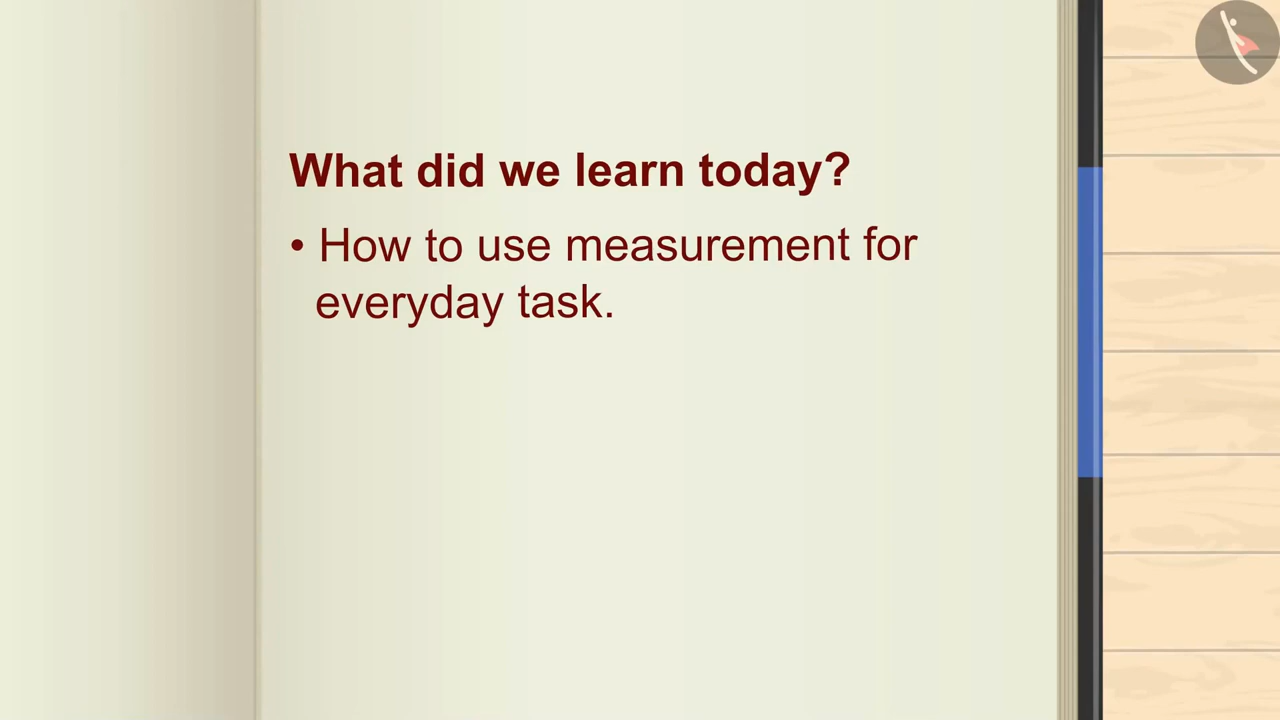 What did we learn today?
• How to use measurement for
everyday task.